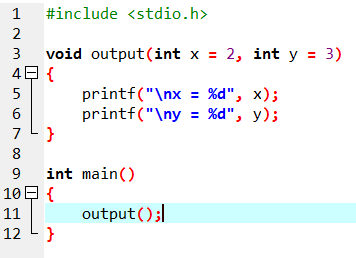 1 #include <stdio.h>
2
3 void output(int x = 2, int y = 3)
4 {
5     printf("\nx = %d", x);
6     printf("\ny = %d", y);
7 }
8
9 int main()
10 {
11     output();
12 }